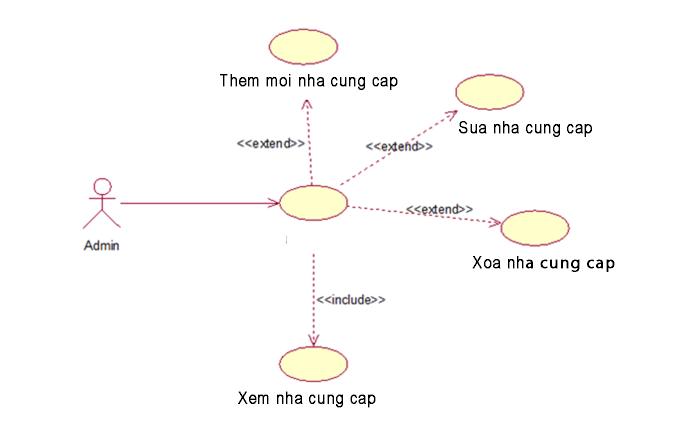 Them moi nha cung cap
Sua nha cung cap
<<extend>>
<<extend>>
<<extend>>
Admin
Xoa nha cung cap
<<include>>
Xem nha cung cap